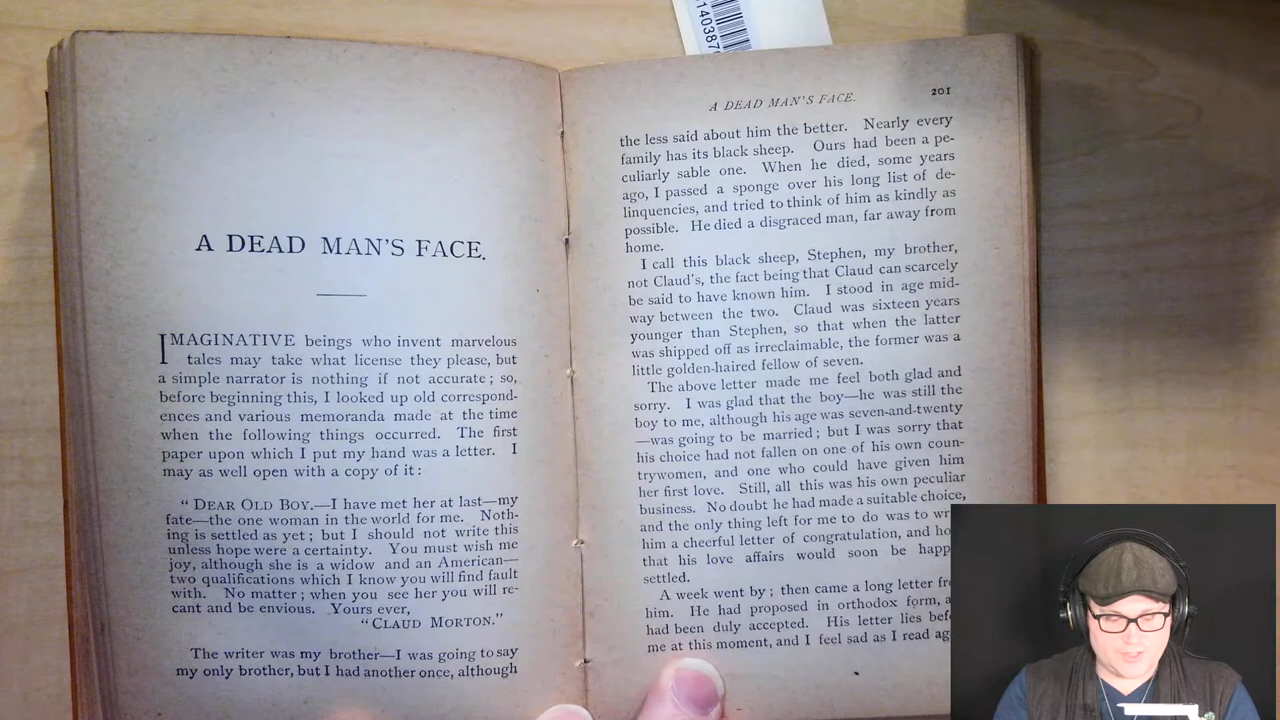 140387
A DEAD MAN'S FACE.
IMAGINATIVE beings who invent marvelous
tales may take what license they please, but
a simple narrator is nothing if not accurate; so,
before beginning this, I looked up old correspond-
ences and various memoranda made at the time
when the following things occurred. The first
paper upon which I put my hand was a letter. I
may as well open with a copy of it:
"DEAR OLD BOY.—I have met her at last—my
fate—the one woman in the world for me. Noth-
ing is settled as yet; but I should not write this
unless hope were a certainty. You must wish me
joy, although she is a widow and an American—
two qualifications which I know you will find fault
with. No matter; when you see her you will re-
cant and be envious. Yours ever,
"CLAUD MORTON."
The writer was my brother—I was going to say
my only brother, but I had another once, although
A DEAD MAN'S FACE. 201
the less said about him the better. Nearly every
family has its black sheep. Ours had been a pe-
culiarly sable one. When he died, some years
ago, I passed a sponge over his long list of de-
linquencies, and tried to think of him as kindly as
possible. He died a disgraced man, far away from
home.
I call this black sheep, Stephen, my brother,
not Claud's, the fact being that Claud can scarcely
be said to have known him. I stood in age mid-
way between the two. Claud was sixteen years
younger than Stephen, so that when the latter
was shipped off as irreclaimable, the former was a
little golden-haired fellow of seven.
The above letter made me feel both glad and
sorry. I was glad that the boy—he was still the
boy to me, although his age was seven-and-twenty
—was going to be married; but I was sorry that
his choice had not fallen on one of his own coun-
trywomen, and one who could have given him
her first love. Still, all this was his own peculiar
business. No doubt he had made a suitable choice,
and the only thing left for me to do was to
him a cheerful letter of congratulation, and
that his love affairs would soon be
settled.
A week went by; then came a long letter
him. He had proposed in orthodox form,
had been duly accepted. His letter lies
me at this moment, and I feel sad as I read